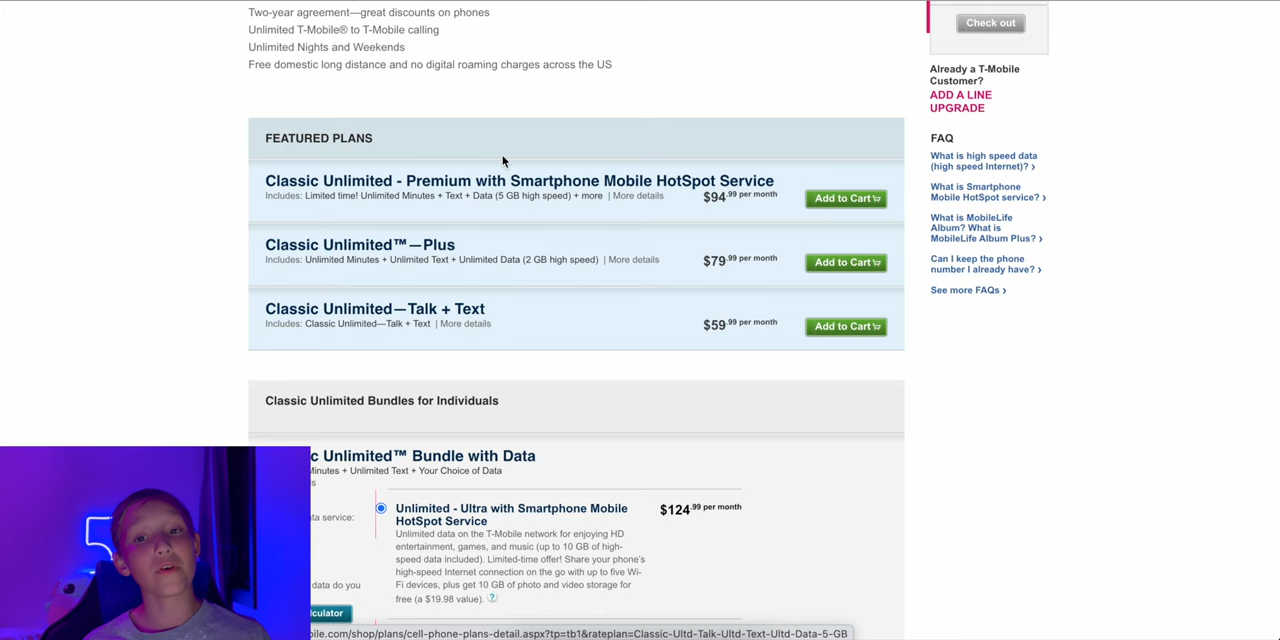 Two-year agreement—great discounts on phones
Unlimited T-Mobile® to T-Mobile calling
Unlimited Nights and Weekends
Free domestic long distance and no digital roaming charges across the US
FEATURED PLANS
Classic Unlimited - Premium with Smartphone Mobile HotSpot Service
Includes: Limited time! Unlimited Minutes + Text + Data (5 GB high speed) + more | More details
$94.99 per month
Add to Cart
Classic Unlimited™—Plus
Includes: Unlimited Minutes + Unlimited Text + Unlimited Data (2 GB high speed) | More details
$79.99 per month
Add to Cart
Classic Unlimited—Talk + Text
Includes: Classic Unlimited—Talk + Text | More details
$59.99 per month
Add to Cart
Classic Unlimited Bundles for Individuals
c Unlimited™ Bundle with Data
Minutes + Unlimited Text + Your Choice of Data
s
ata service:
data do you
lculator
Unlimited - Ultra with Smartphone Mobile
HotSpot Service
$124.99 per month
Unlimited data on the T-Mobile network for enjoying HD
entertainment, games, and music (up to 10 GB of high-
speed data included). Limited-time offer! Share your phone's
high-speed Internet connection on the go with up to five Wi-
Fi devices, plus get 10 GB of photo and video storage for
free (a $19.98 value). ?
bile.com/shop/plans/cell-phone-plans-detail.aspx?tp=tb1&rateplan=Classic-Ultd-Talk-Ultd-Text-Ultd-Data-5-GB
Check out
Already a T-Mobile
Customer?
ADD A LINE
UPGRADE
FAQ
What is high speed data
(high speed Internet)? ›
What is Smartphone
Mobile HotSpot service? ›
What is MobileLife
Album? What is
MobileLife Album Plus? ›
Can I keep the phone
number I already have? ›
See more FAQs ›